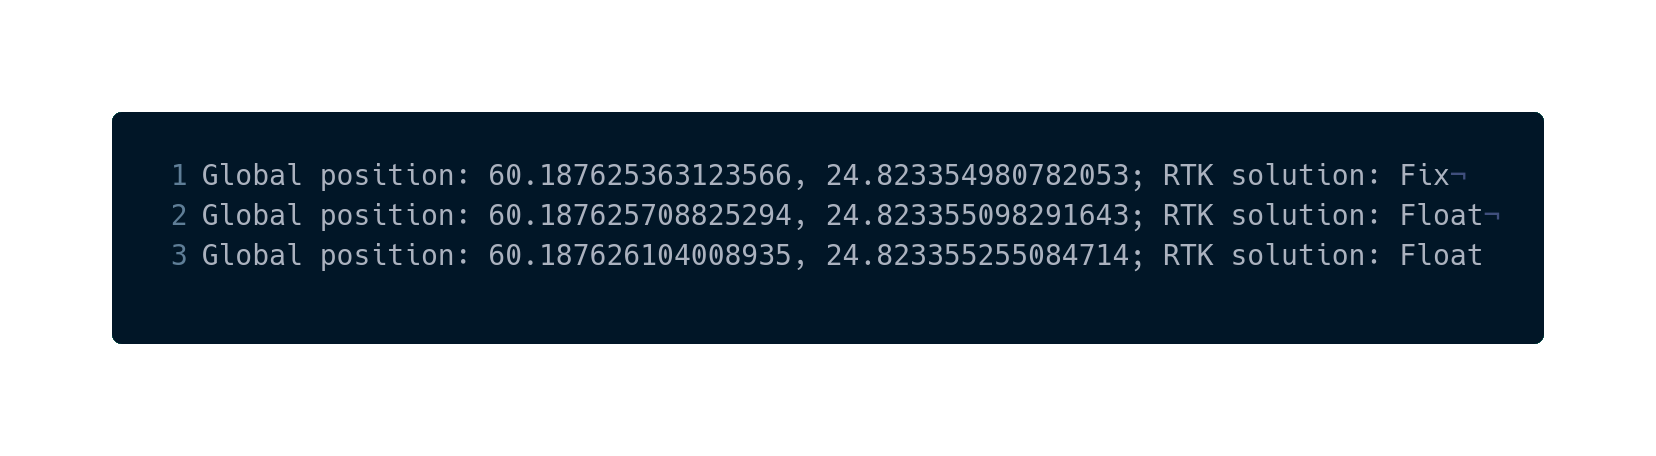 1 Global position: 60.187625363123566, 24.823354980782053; RTK solution: Fix¬
2 Global position: 60.187625708825294, 24.823355098291643; RTK solution: Float¬
3 Global position: 60.187626104008935, 24.823355255084714; RTK solution: Float